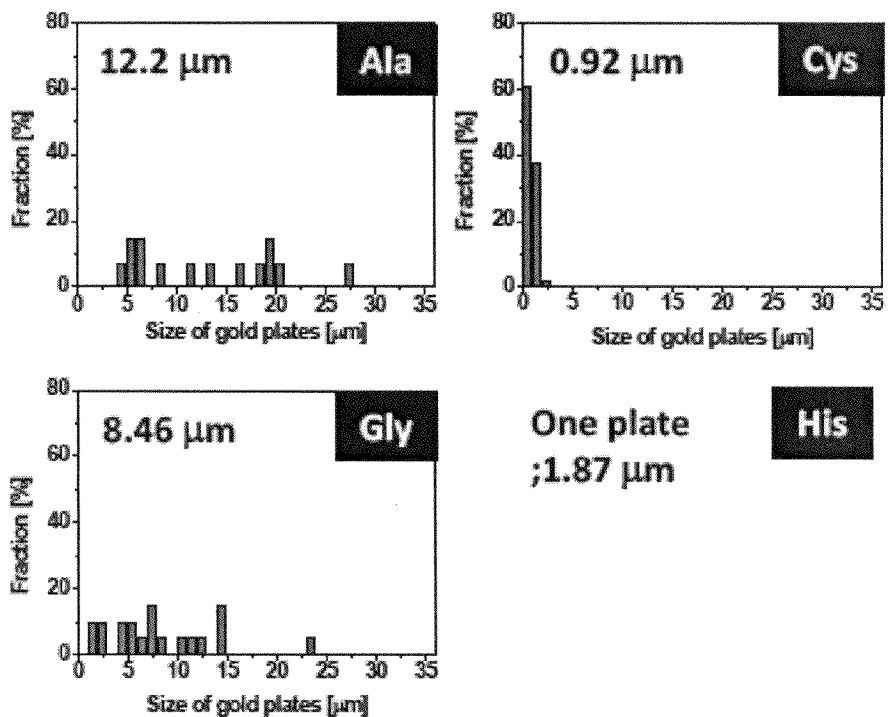 80
60
40
20
0
Fraction [%]
12.2 μm
Ala
0 5 10 15 20 25 30 35
Size of gold plates [μm]
80
60
40
20
0
Fraction [%]
0.92 μm
Cys
0 5 10 15 20 25 30 35
Size of gold plates [μm]
80
60
40
20
0
Fraction [%]
8.46 μm
Gly
0 5 10 15 20 25 30 35
Size of gold plates [μm]
One plate
;1.87 μm
His